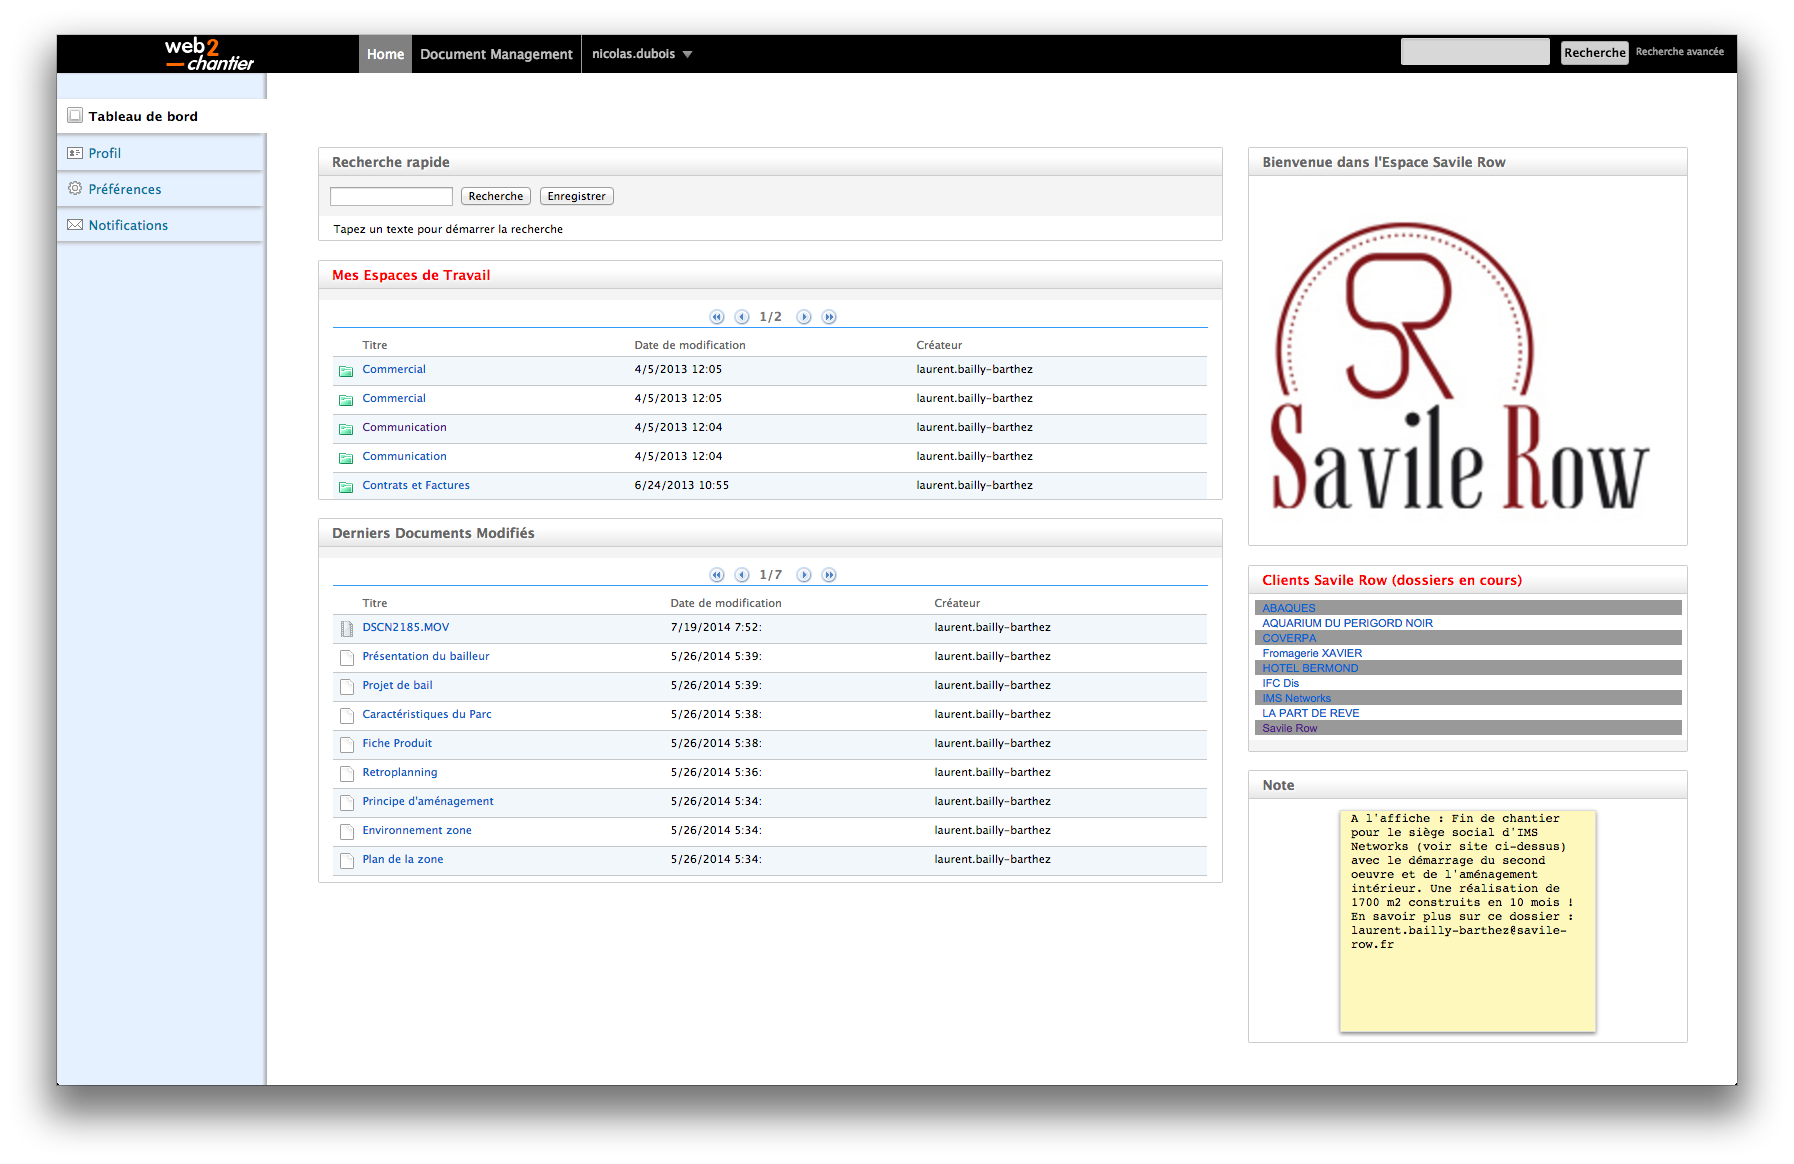 web2
chantier
Home Document Management nicolas.dubois Recherche Recherche avancée
Tableau de bord
Profil
Préférences
Notifications
Recherche rapide
Recherche Enregistrer
Tapez un texte pour démarrer la recherche
Mes Espaces de Travail
1/2
Titre Date de modification Créateur
Commercial 4/5/2013 12:05 laurent.bailly-barthez
Commercial 4/5/2013 12:05 laurent.bailly-barthez
Communication 4/5/2013 12:04 laurent.bailly-barthez
Communication 4/5/2013 12:04 laurent.bailly-barthez
Contrats et Factures 6/24/2013 10:55 laurent.bailly-barthez
Derniers Documents Modifiés
1/7
Titre Date de modification Créateur
DSCN2185.MOV 7/19/2014 7:52: laurent.bailly-barthez
Présentation du bailleur 5/26/2014 5:39: laurent.bailly-barthez
Projet de bail 5/26/2014 5:39: laurent.bailly-barthez
Caractéristiques du Parc 5/26/2014 5:38: laurent.bailly-barthez
Fiche Produit 5/26/2014 5:38: laurent.bailly-barthez
Retroplanning 5/26/2014 5:36: laurent.bailly-barthez
Principe d'aménagement 5/26/2014 5:34: laurent.bailly-barthez
Environnement zone 5/26/2014 5:34: laurent.bailly-barthez
Plan de la zone 5/26/2014 5:34: laurent.bailly-barthez
Bienvenue dans l'Espace Savile Row
SR
Savile Row
Clients Savile Row (dossiers en cours)
ABAQUES
AQUARIUM DU PERIGORD NOIR
COVERPA
Fromagerie XAVIER
HOTEL BERMOND
IFC Dis
IMS Networks
LA PART DE REVE
Savile Row
Note
A l'affiche : Fin de chantier
pour le siège social d'IMS
Networks (voir site ci-dessus)
avec le démarrage du second
oeuvre et de l'aménagement
intérieur. Une réalisation de
1700 m2 construits en 10 mois !
En savoir plus sur ce dossier :
laurent.bailly-barthez@savile-
row.fr